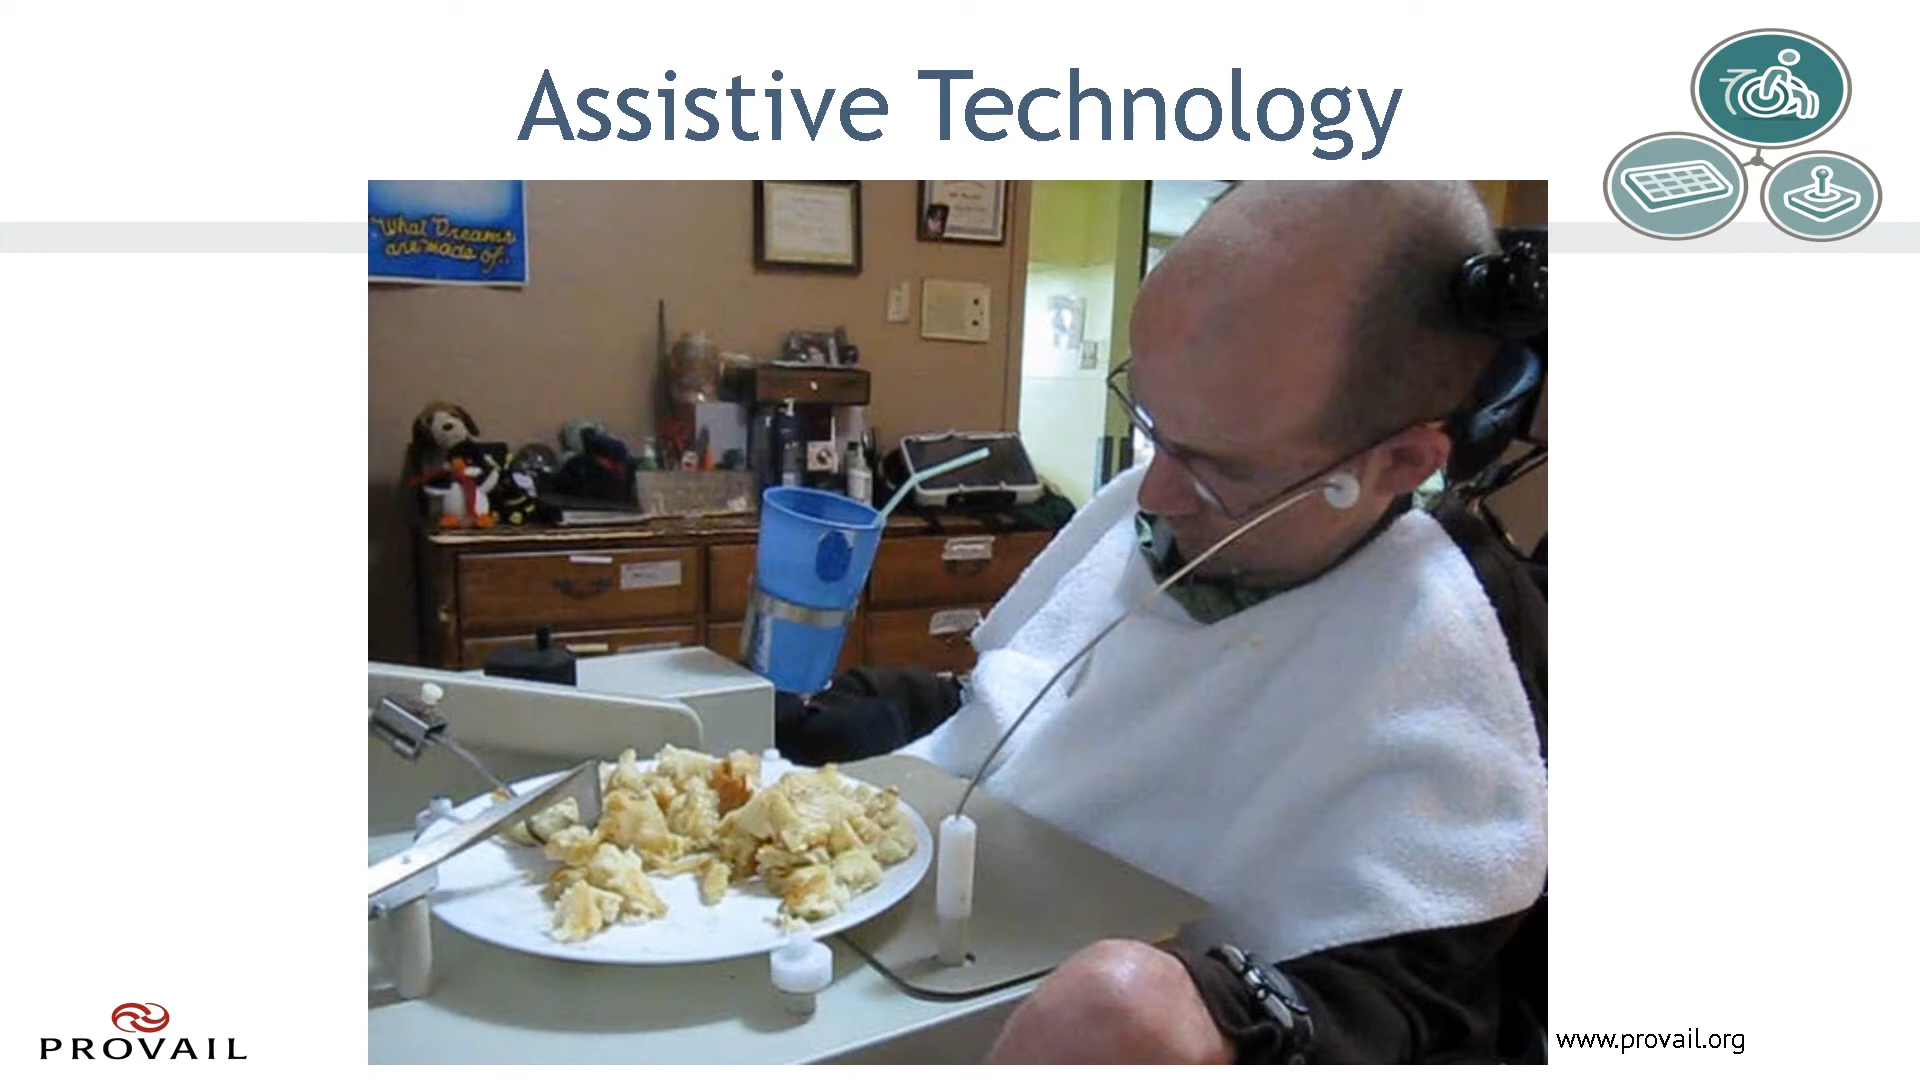 Assistive Technology
What Dreams
are made of..
PROVAIL
www.provail.org